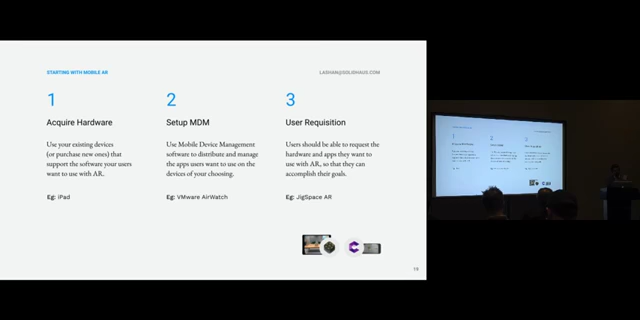 STARTING WITH MOBILE AR
LASHAN@SOLIDHAUS.COM
1
Acquire Hardware
Use your existing devices
(or purchase new ones) that
support the software your users
want to use with AR.
Eg: iPad
2
Setup MDM
Use Mobile Device Management
software to distribute and manage
the apps users want to use on the
devices of your choosing.
Eg: VMware AirWatch
3
User Requisition
Users should be able to request the
hardware and apps they want to
use with AR, so that they can
accomplish their goals.
Eg: JigSpace AR